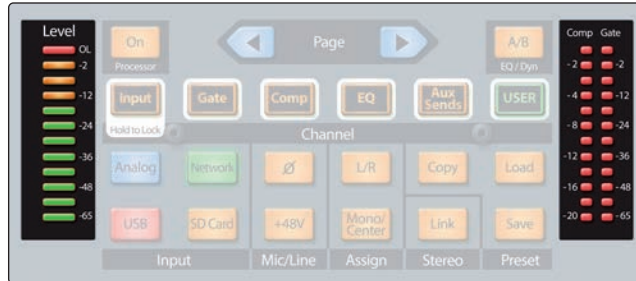 Level
OL
-2
-12
-24
-36
-48
-65
On
Processor
Page
A/B
EQ/Dyn
Input
Gate
Comp
EQ
Aux
Sends
USER
Hold to Lock
Channel
Analog
Network
Ø
L/R
Copy
Load
USB
SD Card
+48V
Mono/
Center
Link
Save
Input
Mic/Line
Assign
Stereo
Preset
Comp Gate
-2 -2
-4 -12
-8 -24
-12 -36
-16 -48
-20 -65